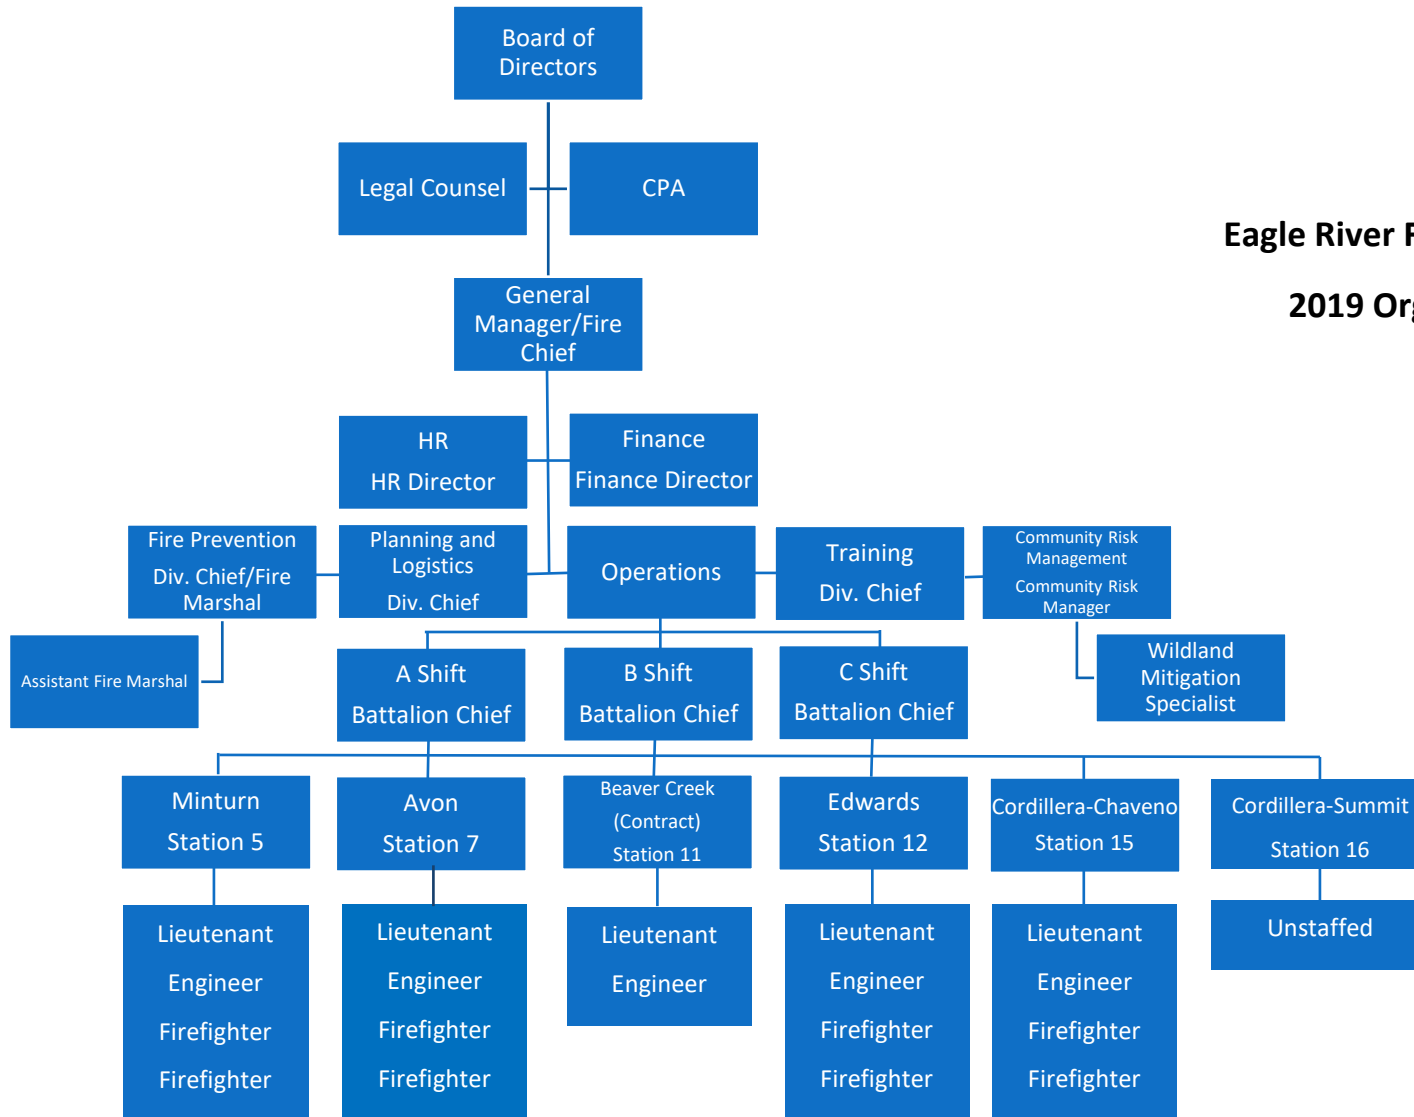 Board of
Directors
Legal Counsel
CPA
Eagle River F
2019 Org
General
Manager/Fire
Chief
HR
HR Director
Finance
Finance Director
Fire Prevention
Div. Chief/Fire
Marshal
Planning and
Logistics
Div. Chief
Operations
Training
Div. Chief
Community Risk
Management
Community Risk
Manager
Assistant Fire Marshal
A Shift
Battalion Chief
B Shift
Battalion Chief
C Shift
Battalion Chief
Wildland
Mitigation
Specialist
Minturn
Station 5
Avon
Station 7
Beaver Creek
(Contract)
Station 11
Edwards
Station 12
Cordillera-Chaveno
Station 15
Cordillera-Summit
Station 16
Lieutenant
Engineer
Firefighter
Firefighter
Lieutenant
Engineer
Firefighter
Firefighter
Lieutenant
Engineer
Lieutenant
Engineer
Firefighter
Firefighter
Lieutenant
Engineer
Firefighter
Firefighter
Unstaffed